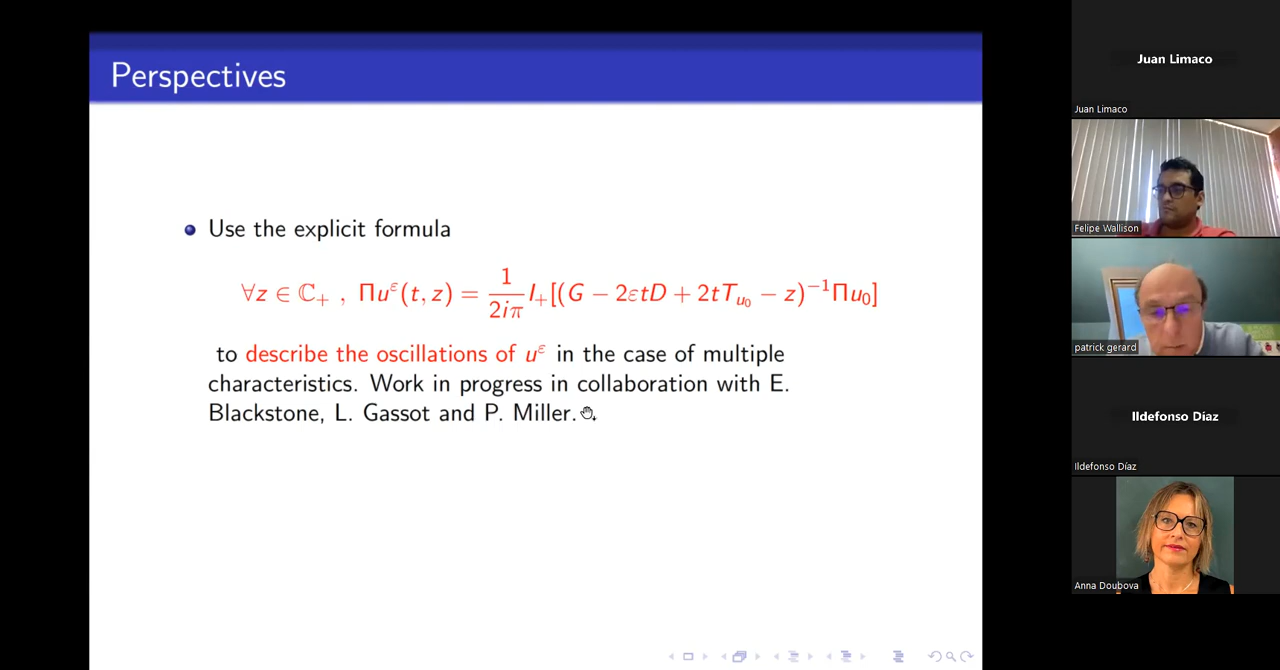 Perspectives
Use the explicit formula
∀z ∈ ℂ₊ , Πu^ε(t, z) = \frac{1}{2iπ} I₊[(G − 2εtD + 2tT_{u₀} − z)^{−1}Πu₀]
to describe the oscillations of u^ε in the case of multiple
characteristics. Work in progress in collaboration with E.
Blackstone, L. Gassot and P. Miller.
Juan Limaco
Juan Limaco
Felipe Wallison
patrick gerard
Ildefonso Díaz
Ildefonso Díaz
Anna Doubova